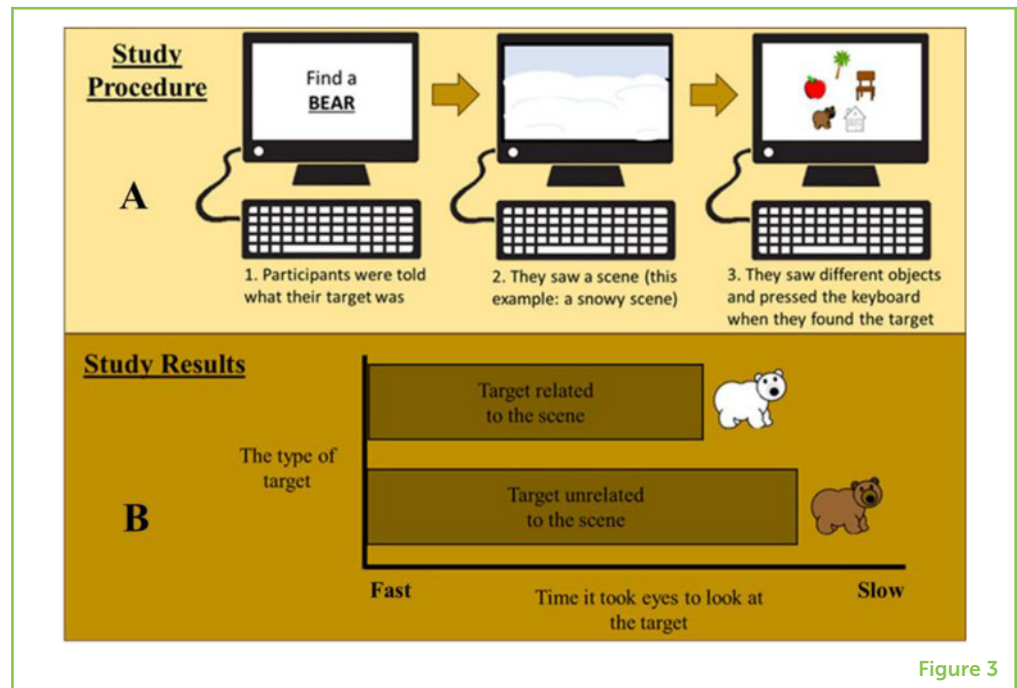 Study
Procedure
A
Find a
BEAR
1. Participants were told
what their target was
2. They saw a scene (this
example: a snowy scene)
3. They saw different objects
and pressed the keyboard
when they found the target
Study Results
B
The type of
target
Target related
to the scene
Target unrelated
to the scene
Fast
Time it took eyes to look at
the target
Slow
Figure 3